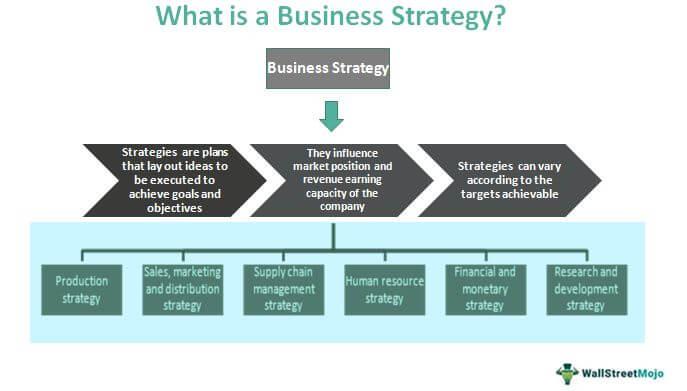 What is a Business Strategy?
Business Strategy
Strategies are plans
that lay out ideas to
be executed to
achieve goals and
objectives
They influence
market position and
revenue earning
capacity of the
company
Strategies can vary
according to the
targets achievable
Production
strategy
Sales, marketing
and distribution
strategy
Supply chain
management
strategy
Human resource
strategy
Financial and
monetary
strategy
Research and
development
strategy
WallStreetMojo